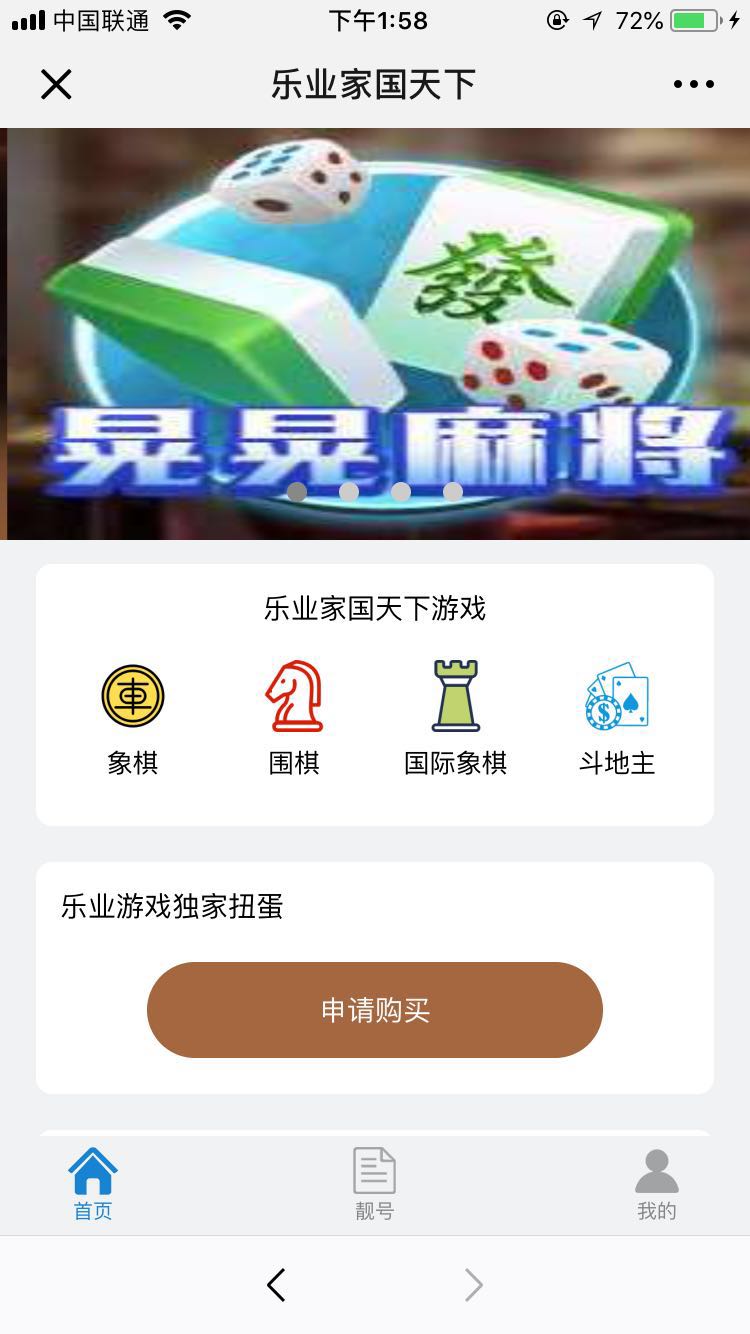 中国联通
下午1:58
72%
乐业家国天下
發
晃晃麻将
乐业家国天下游戏
車
象棋
围棋
国际象棋
$
斗地主
乐业游戏独家扭蛋
申请购买
首页
靓号
我的